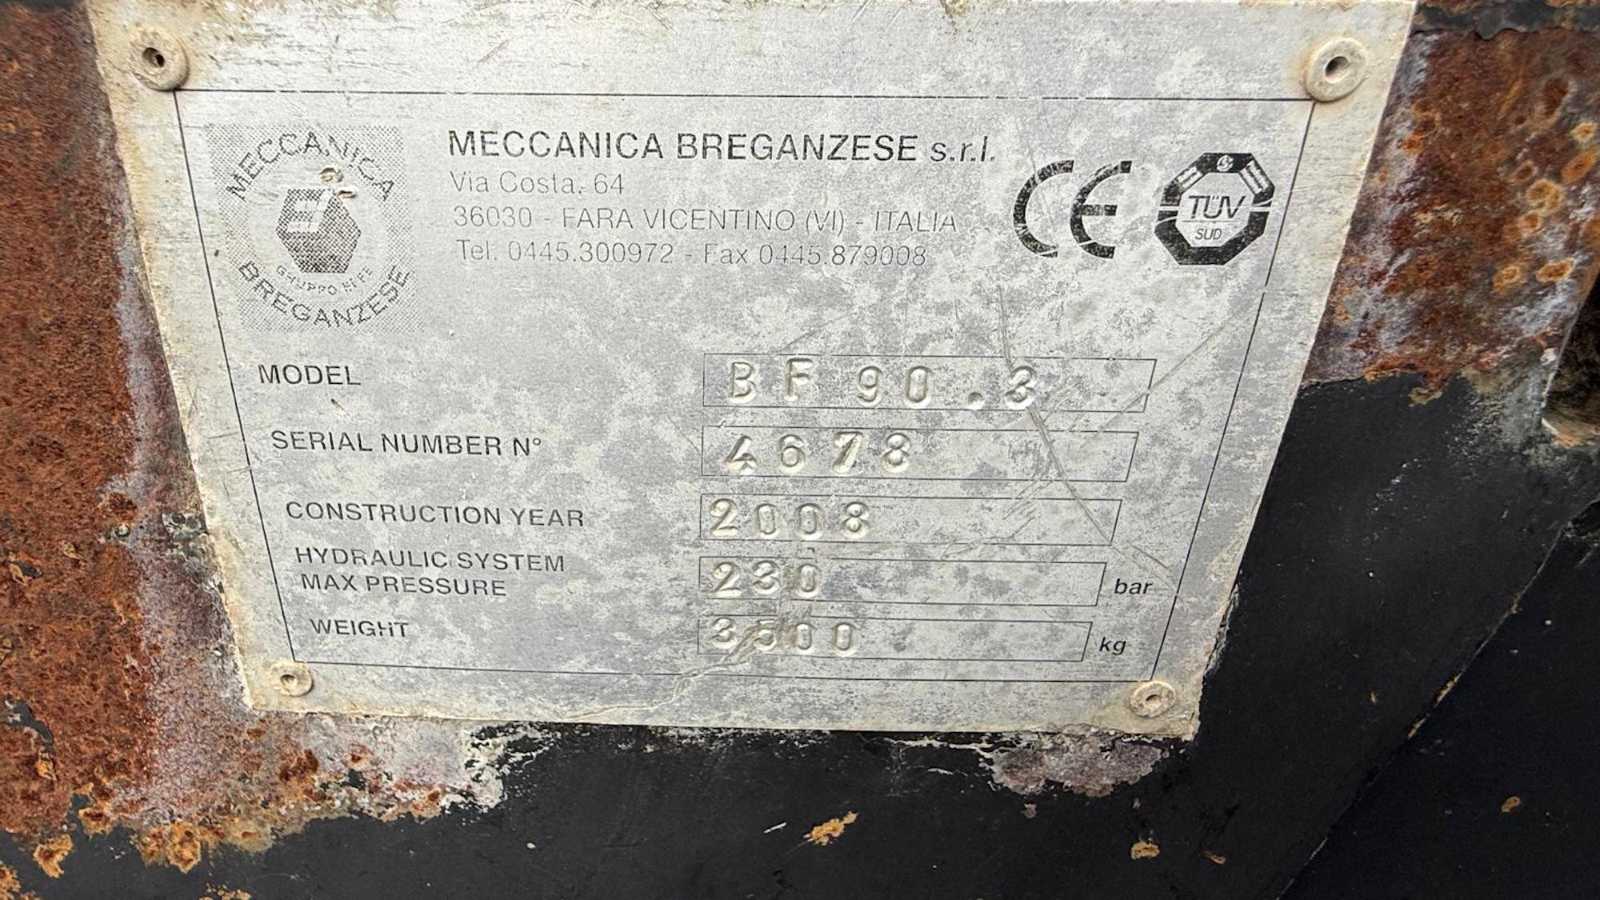 MECCANICA BREGANZESE s.r.l.
Via Costa, 64
36030 - FARA VICENTINO (VI) - ITALIA
Tel. 0445.300972 - Fax 0445.879008
MECCANICA
BREGANZESE
GRUPPO
CE
TÜV
SUD
MODEL BF 90.3
SERIAL NUMBER N° 4678
CONSTRUCTION YEAR 2008
HYDRAULIC SYSTEM
MAX PRESSURE 230 bar
WEIGHT 3500 kg